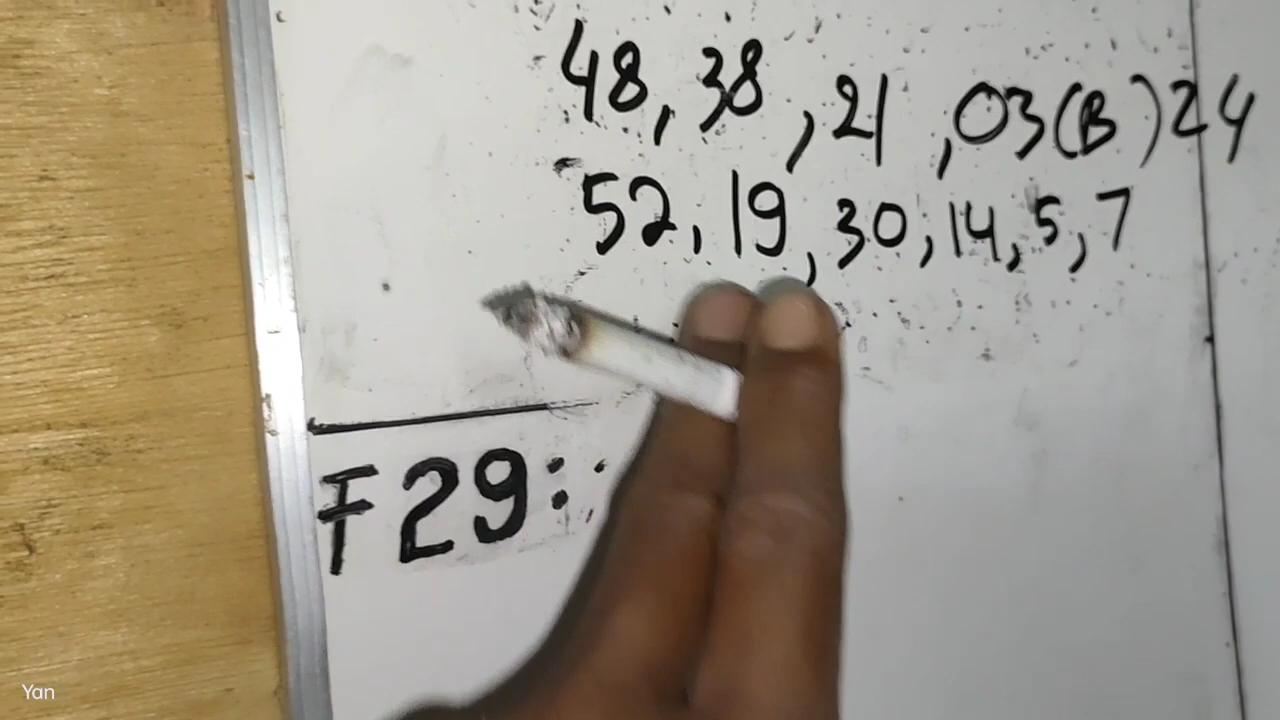 48, 38, 21, 03(B) 24
52, 19, 30, 14, 5, 7
F29::
Yan